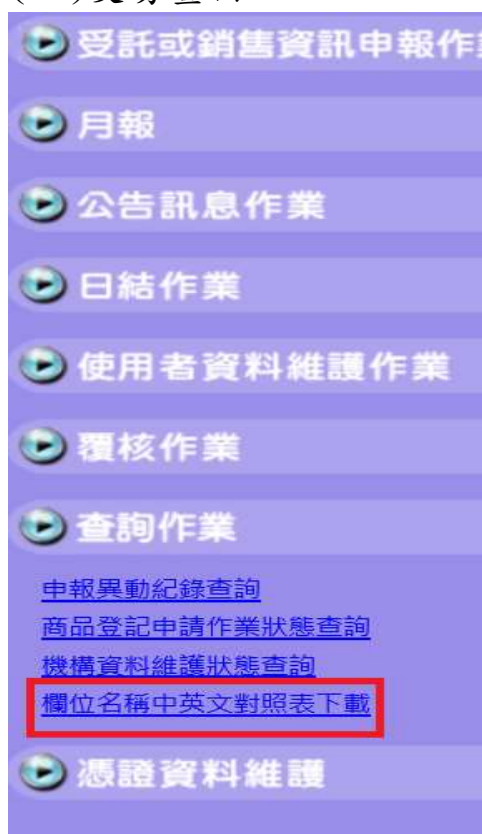 受託或銷售資訊申報作
月報
公告訊息作業
日結作業
使用者資料維護作業
覆核作業
查詢作業
申報異動紀錄查詢
商品登記申請作業狀態查詢
機構資料維護狀態查詢
欄位名稱中英文對照表下載
憑證資料維護